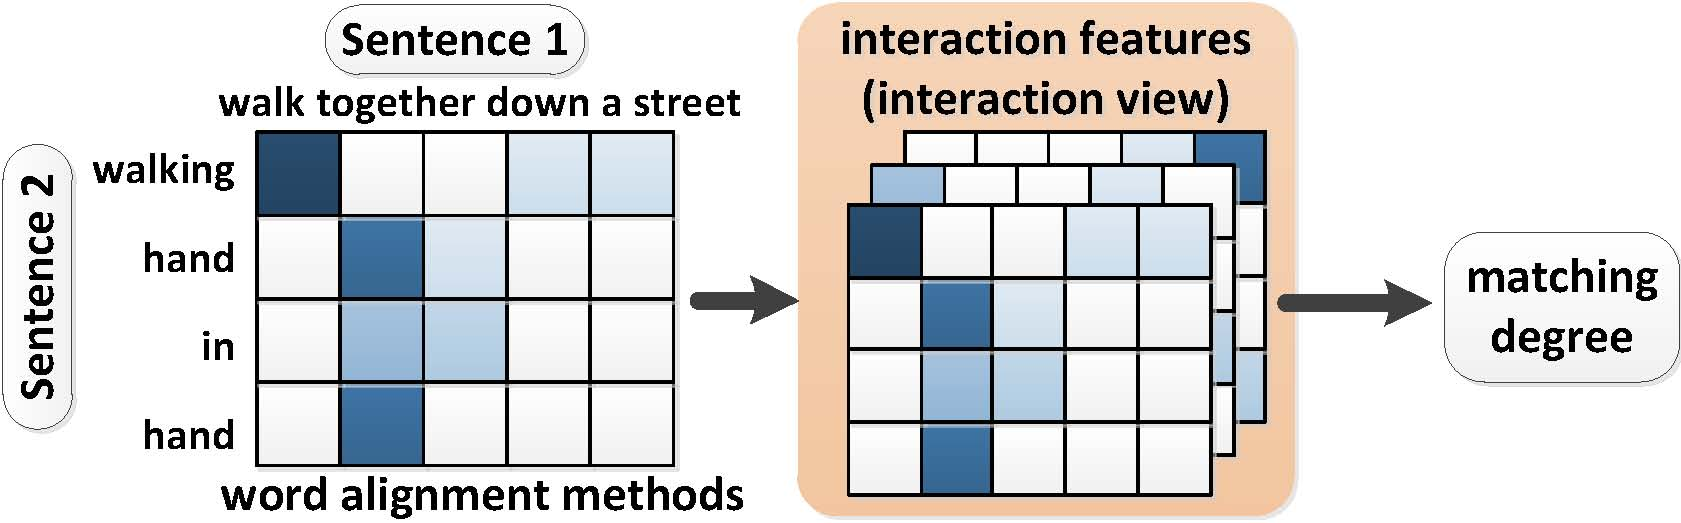 Sentence 1
walk together down a street
Sentence 2
walking
hand
in
hand
word alignment methods
interaction features
(interaction view)
matching
degree